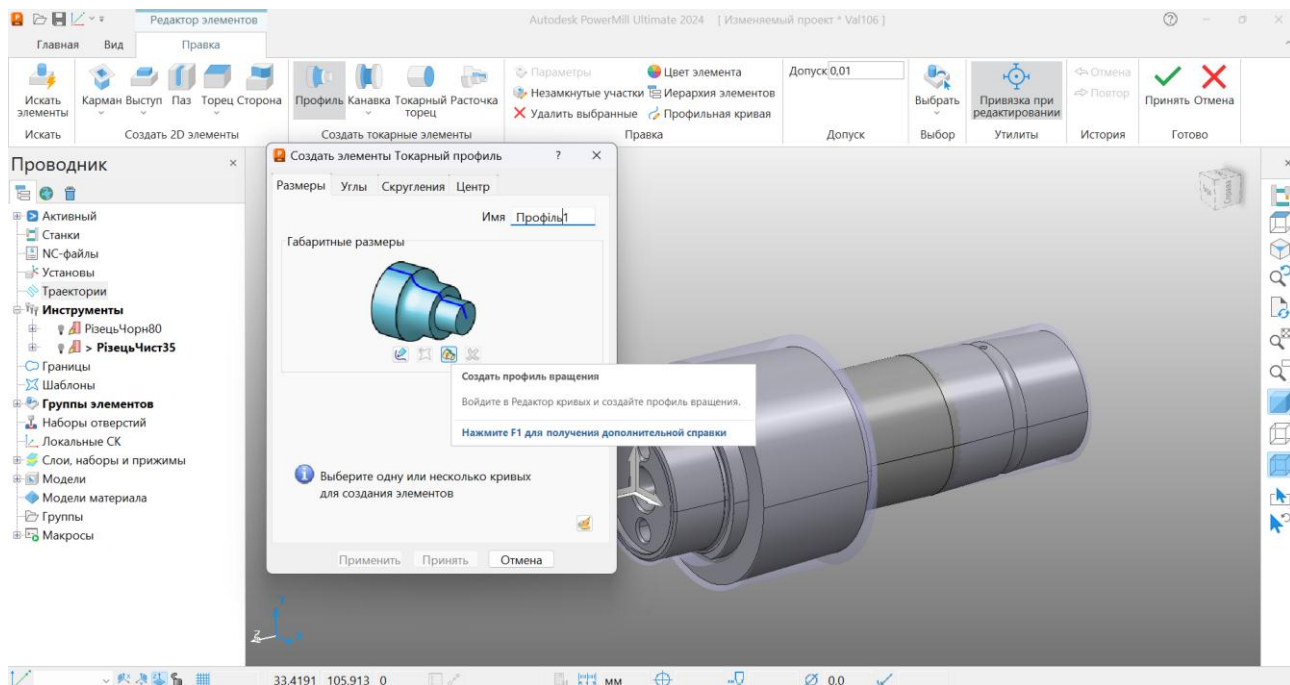 Редактор элементов
Autodesk PowerMill Ultimate 2024 [ Изменяемый проект * Val106 ]
Главная Вид Правка
Параметры Цвет элемента Допуск 0,01 Отмена
Незамкнутые участки Иерархия элементов Повтор
Искать элементы Карман Выступ Паз Торец Сторона Профиль Канавка Токарный торец Расточка Удалить выбранные Профильная кривая Выбрать Привязка при редактировании Принять Отмена
Искать Создать 2D элементы Создать токарные элементы Правка Допуск Выбор Утилиты История Готово
Проводник
Активный
Станки
NC-файлы
Установы
Траектории
Инструменты
РізецьЧорн80
> РізецьЧист35
Границы
Шаблоны
Группы элементов
Наборы отверстий
Локальные СК
Слои, наборы и прижимы
Модели
Модели материала
Группы
Макросы
Создать элементы Токарный профиль ?
Размеры Углы Скругления Центр
Имя Профіль1
Габаритные размеры
Создать профиль вращения
Войдите в Редактор кривых и создайте профиль вращения.
Нажмите F1 для получения дополнительной справки
Выберите одну или несколько кривых
для создания элементов
Применить Принять Отмена
Z
33.4191 105.913 0 мм 0.0